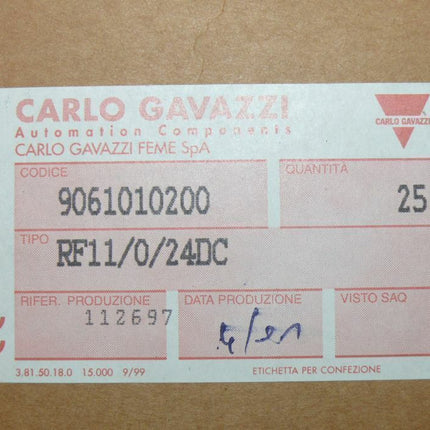 CARLO GAVAZZI
Automation Components
CARLO GAVAZZI FEME SpA
CARLO GAVAZZI
CODICE
9061010200
QUANTITÀ
25
TIPO
RF11/0/24DC
RIFER. PRODUZIONE
112697
DATA PRODUZIONE
VISTO SAQ
3.81.50.18.0 15.000 9/99
ETICHETTA PER CONFEZIONE